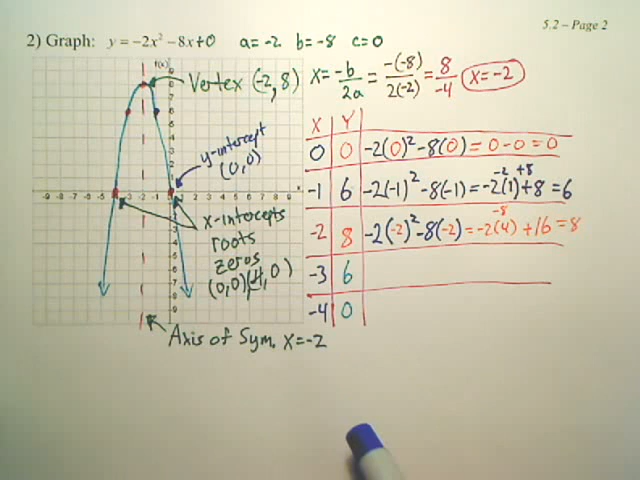 5.2 – Page 2
2) Graph: y = −2x² − 8x+0 a= -2 b= -8 c= 0
f(x)
Vertex (-2, 8)
x= -b/2a = -(-8)/2(-2) = 8/-4 x= -2
y-intercept
(0,0)
X Y
0 0 -2(0)² -8(0) = 0 - 0 = 0
-2 +8
-1 6 -2(-1)² -8(-1) = -2(1) + 8 = 6
-8
-2 8 -2(-2)² -8(-2) = -2(4) + 16 = 8
-3 6
-4 0
x-intercepts
roots
zeros
(0,0)(-4,0)
Axis of Sym. x=-2